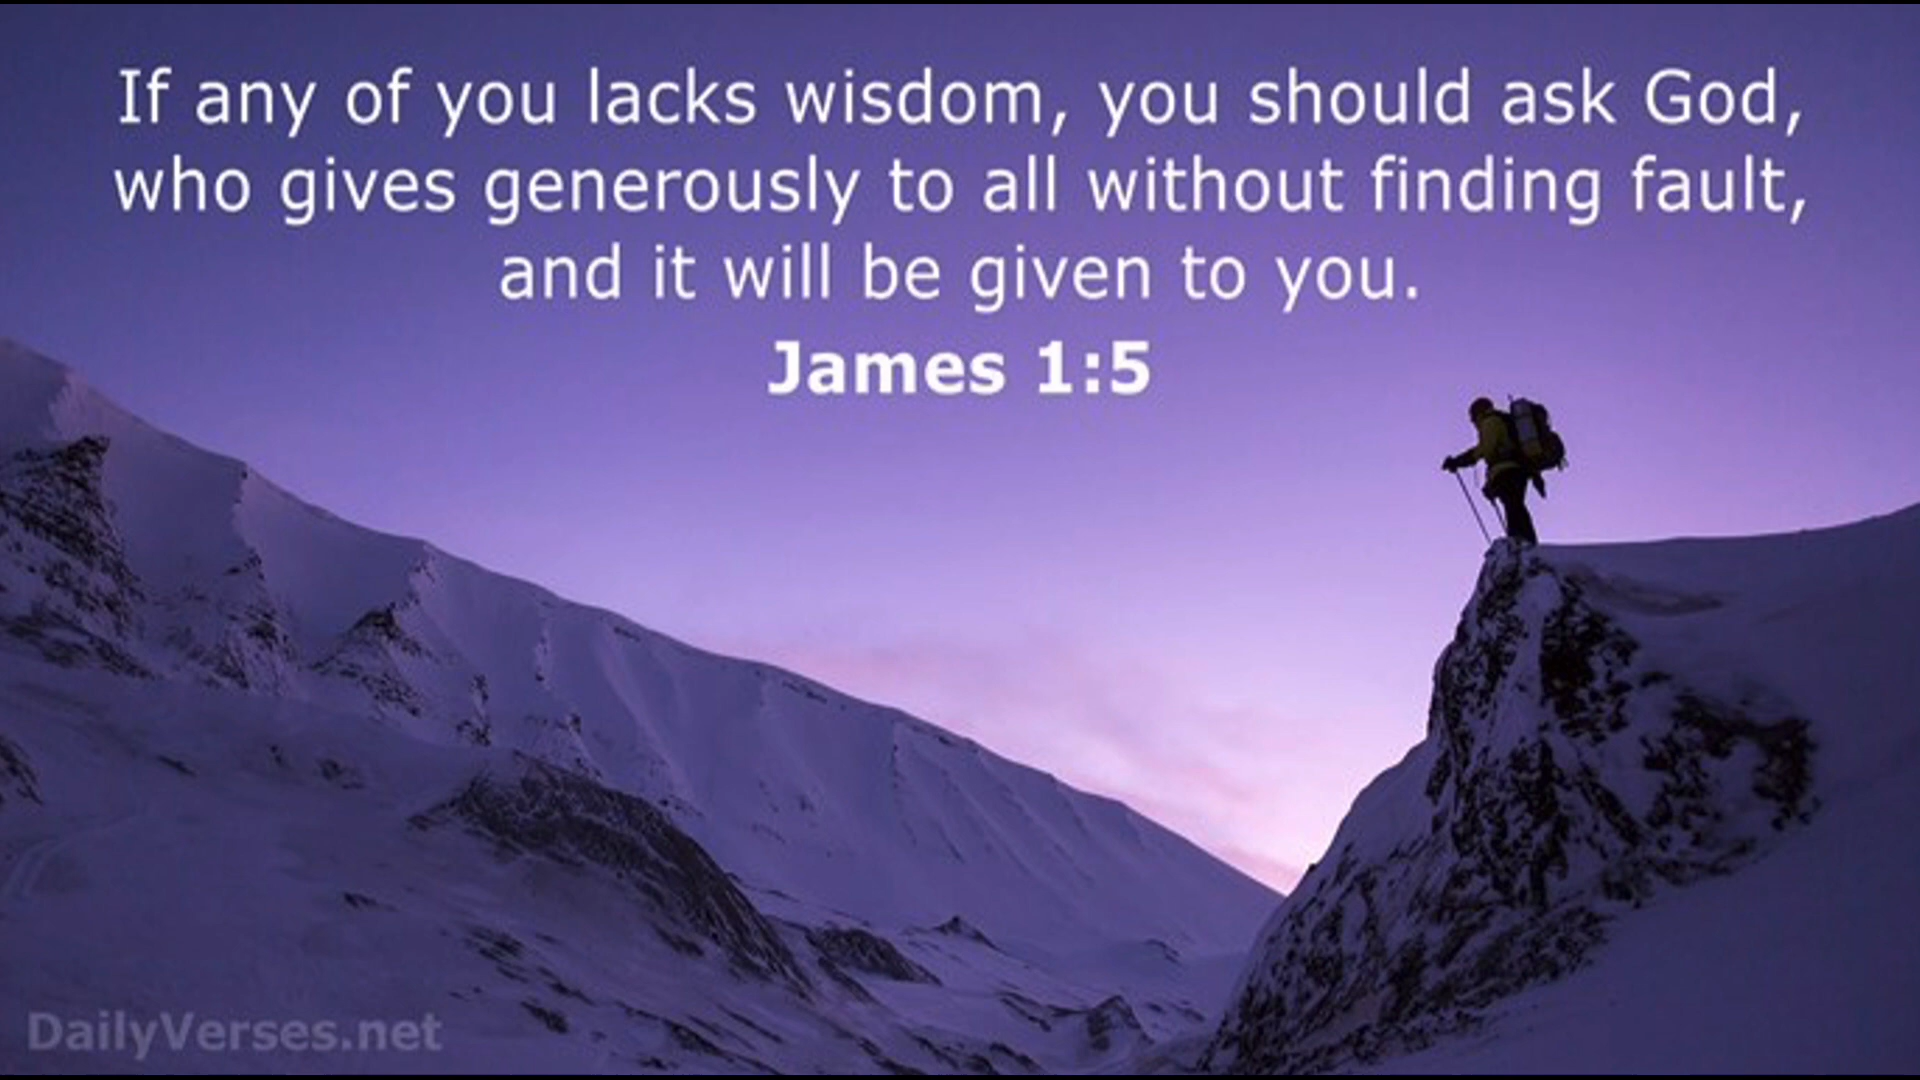 If any of you lacks wisdom, you should ask God,
who gives generously to all without finding fault,
and it will be given to you.
James 1:5
DailyVerses.net